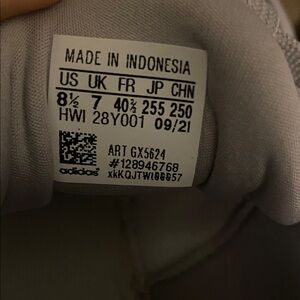 MADE IN INDONESIA
US UK FR JP CHN
8½ 7 40⅔ 255 250
HWI 28Y001 09/21
ART GX5624
#128946768
adidas